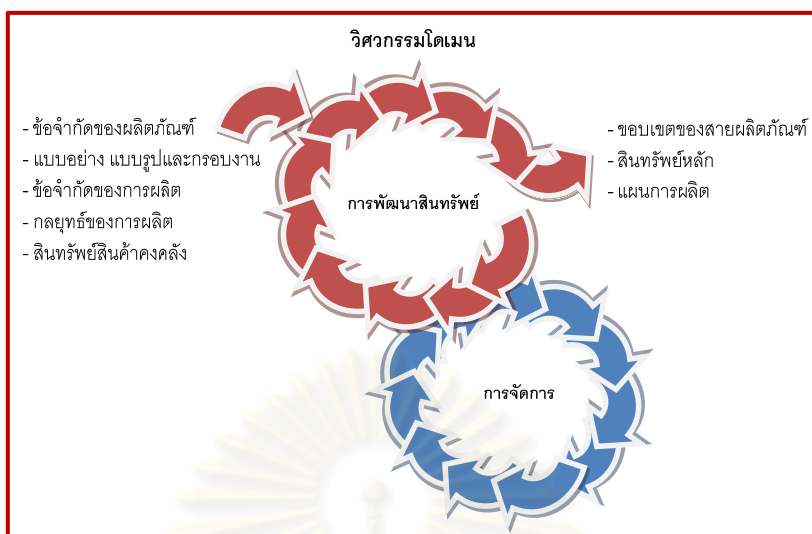 วิศวกรรมโดเมน
- ข้อจำกัดของผลิตภัณฑ์
- แบบอย่าง แบบรูปและกรอบงาน
- ข้อจำกัดของการผลิต
- กลยุทธ์ของการผลิต
- สินทรัพย์สินค้าคงคลัง
การพัฒนาสินทรัพย์
- ขอบเขตของสายผลิตภัณฑ์
- สินทรัพย์หลัก
- แผนการผลิต
การจัดการ